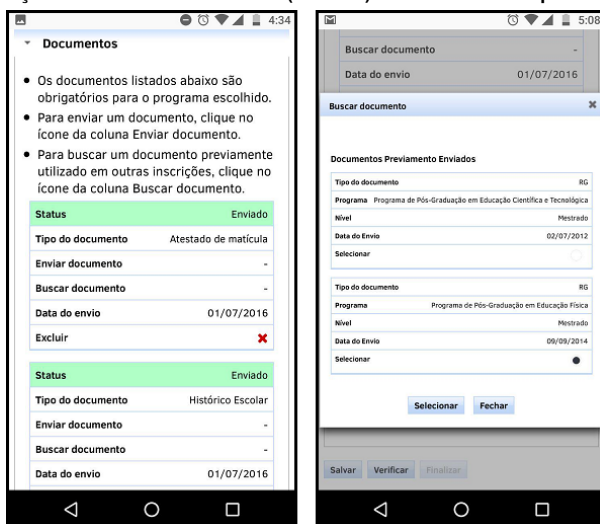 4:34
Documentos
Os documentos listados abaixo são
obrigatórios para o programa escolhido.
Para enviar um documento, clique no
ícone da coluna Enviar documento.
Para buscar um documento previamente
utilizado em outras inscrições, clique no
ícone da coluna Buscar documento.
Status Enviado
Tipo do documento Atestado de matícula
Enviar documento -
Buscar documento -
Data do envio 01/07/2016
Excluir
Status Enviado
Tipo do documento Histórico Escolar
Enviar documento -
Buscar documento -
Data do envio 01/07/2016
5:08
Buscar documento -
Data do envio 01/07/2016
Buscar documento
Documentos Previamente Enviados
Tipo do documento RG
Programa Programa de Pós-Graduação em Educação Científica e Tecnológica
Nível Mestrado
Data do Envio 02/07/2012
Selecionar
Tipo do documento RG
Programa Programa de Pós-Graduação em Educação Física
Nível Mestrado
Data do Envio 09/09/2014
Selecionar
Selecionar Fechar
Salvar Verificar Finalizar